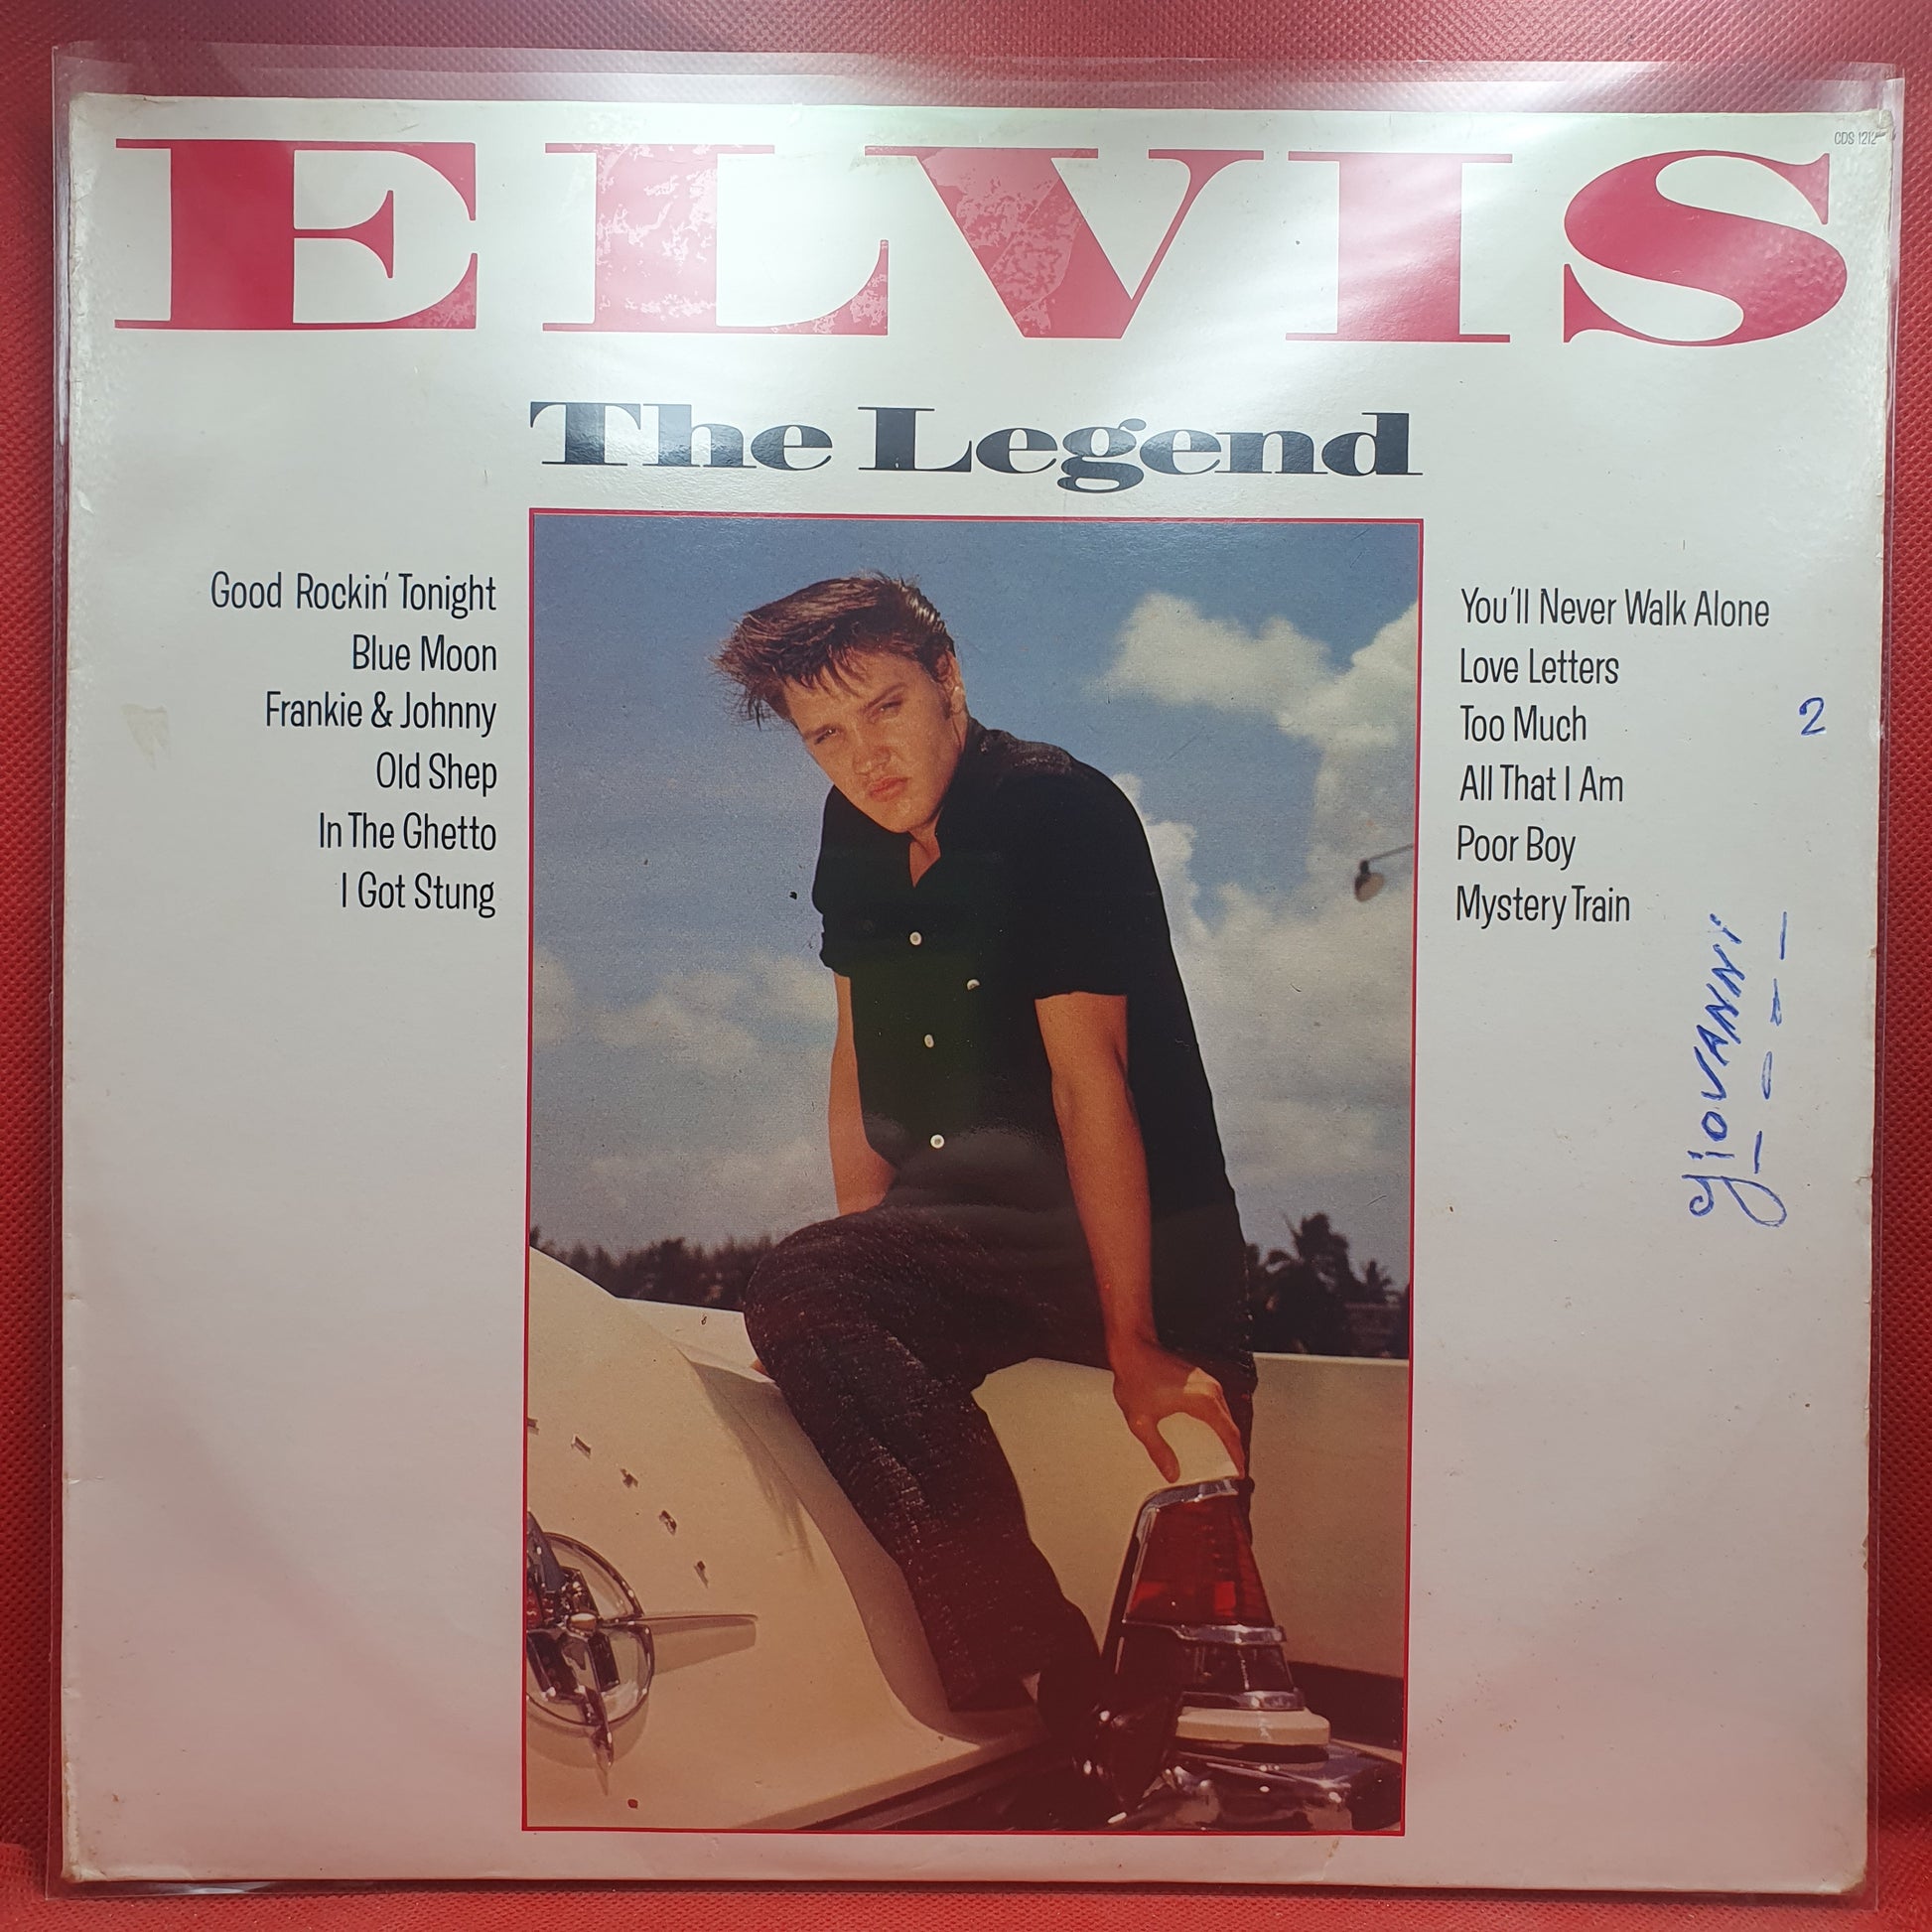 CDS 1212
ELVIS
The Legend
Good Rockin' Tonight
Blue Moon
Frankie & Johnny
Old Shep
In The Ghetto
I Got Stung
You'll Never Walk Alone
Love Letters
Too Much
All That I Am
Poor Boy
Mystery Train
2
GiOVANNi